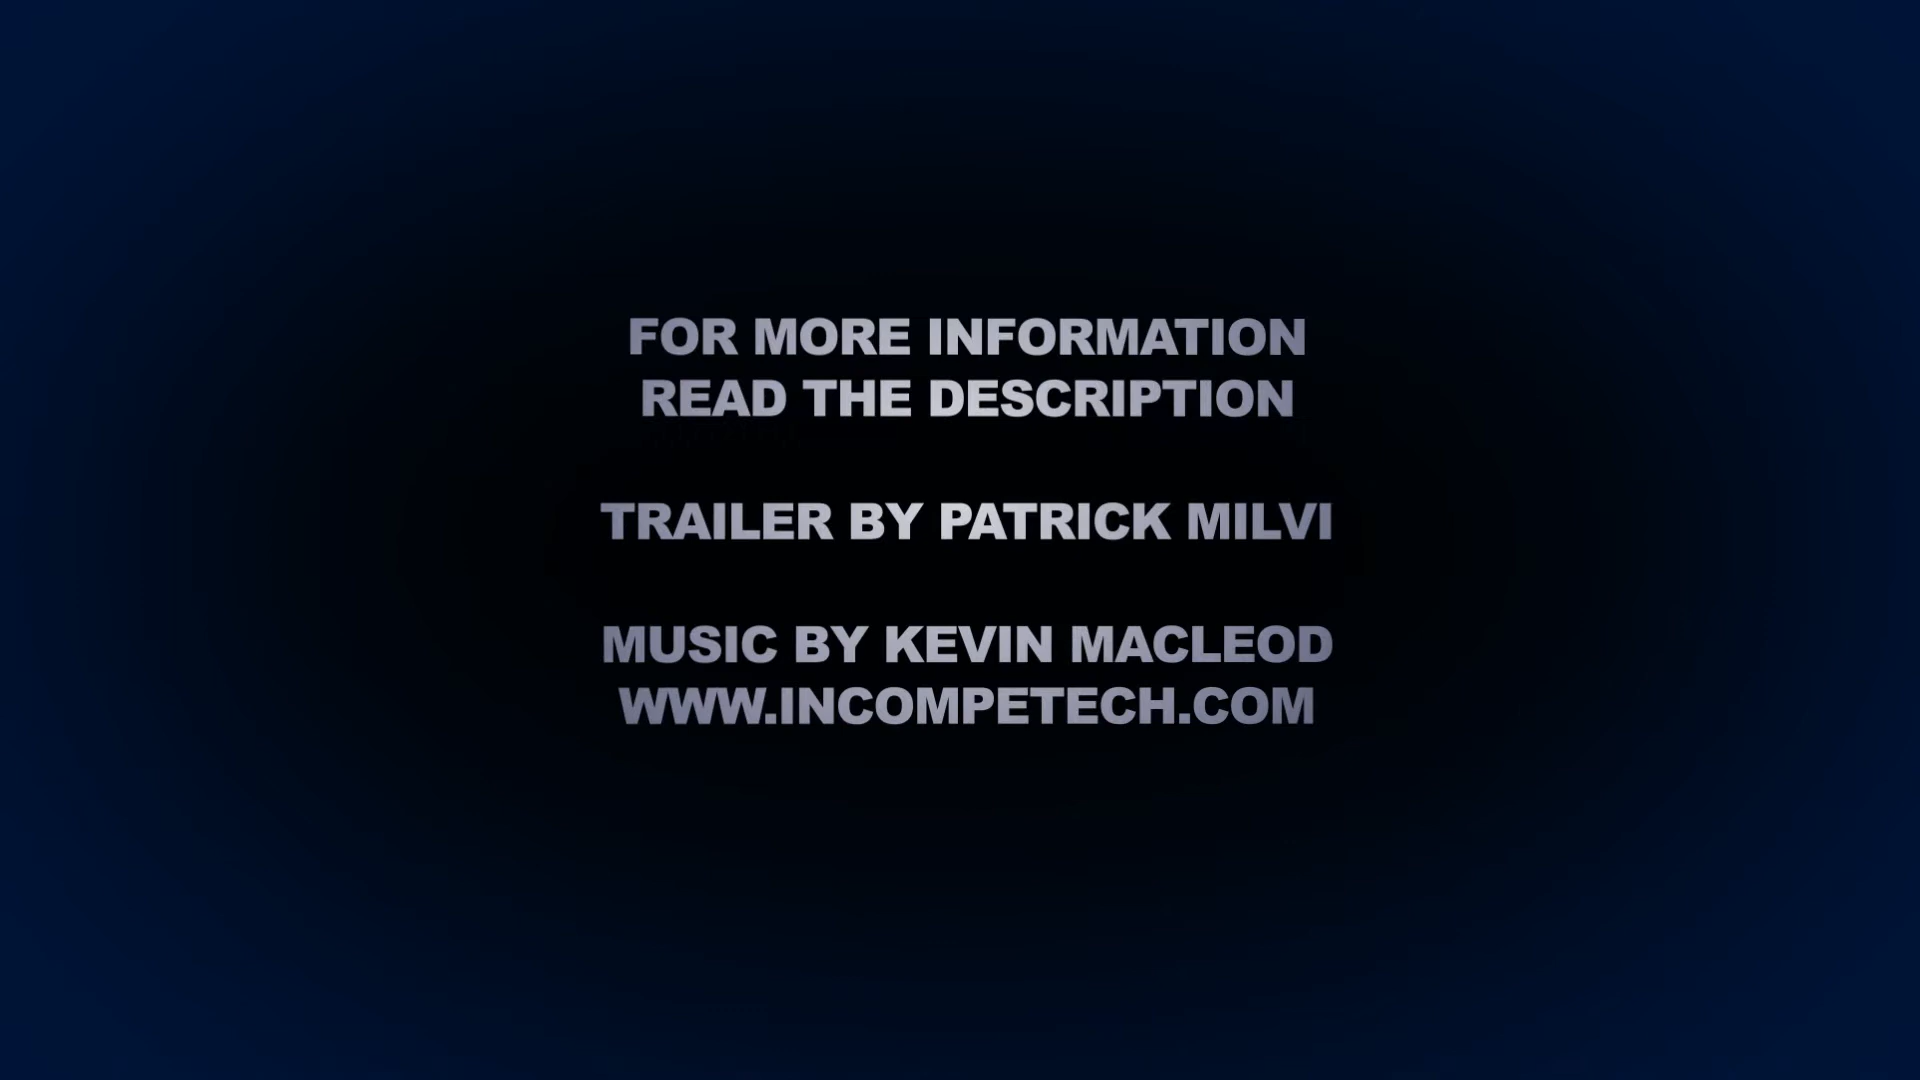 FOR MORE INFORMATION
READ THE DESCRIPTION
TRAILER BY PATRICK MILVI
MUSIC BY KEVIN MACLEOD
WWW.INCOMPETECH.COM